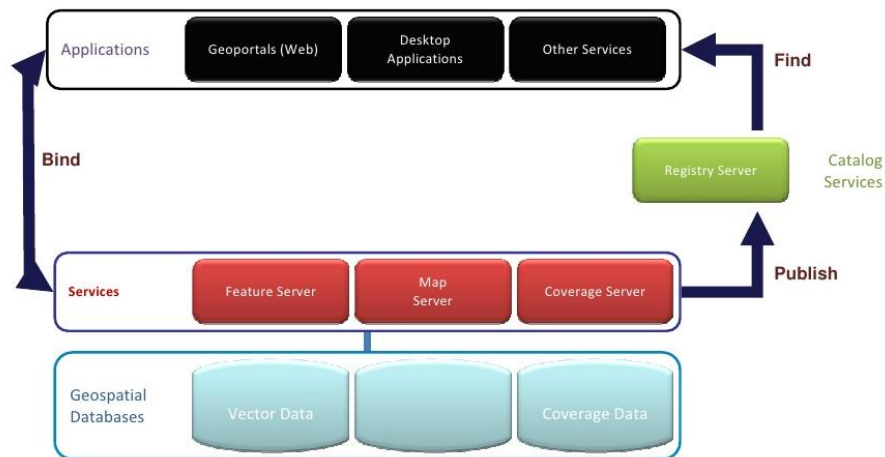 Applications
Geoportals (Web)
Desktop
Applications
Other Services
Find
Bind
Registry Server
Catalog
Services
Publish
Services
Feature Server
Map
Server
Coverage Server
Geospatial
Databases
Vector Data
Coverage Data